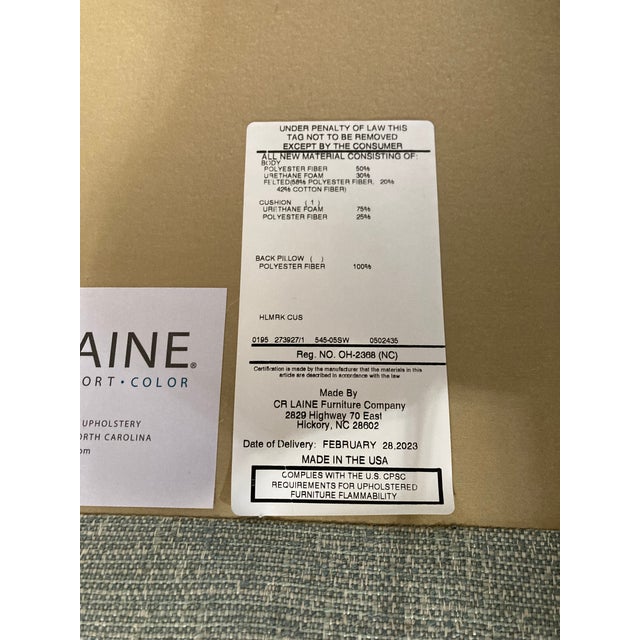 UNDER PENALTY OF LAW THIS
TAG NOT TO BE REMOVED
EXCEPT BY THE CONSUMER
ALL NEW MATERIAL CONSISTING OF:
BODY
POLYESTER FIBER 50%
URETHANE FOAM 30%
FELTED(58% POLYESTER FIBER, 20%
42% COTTON FIBER)
CUSHION ( 1 )
URETHANE FOAM 75%
POLYESTER FIBER 25%
BACK PILLOW ( )
POLYESTER FIBER 100%
HLMRK CUS
0195 273927/1 545-05SW 0502435
Reg. NO. OH-2368 (NC)
Certification is made by the manufacturer that the materials in this
article are described in accordance with the law
Made By
CR LAINE Furniture Company
2829 Highway 70 East
Hickory, NC 28602
Date of Delivery: FEBRUARY 28,2023
MADE IN THE USA
COMPLIES WITH THE U.S. CPSC
REQUIREMENTS FOR UPHOLSTERED
FURNITURE FLAMMABILITY
AINE®
ORT · COLOR
UPHOLSTERY
ORTH CAROLINA
om